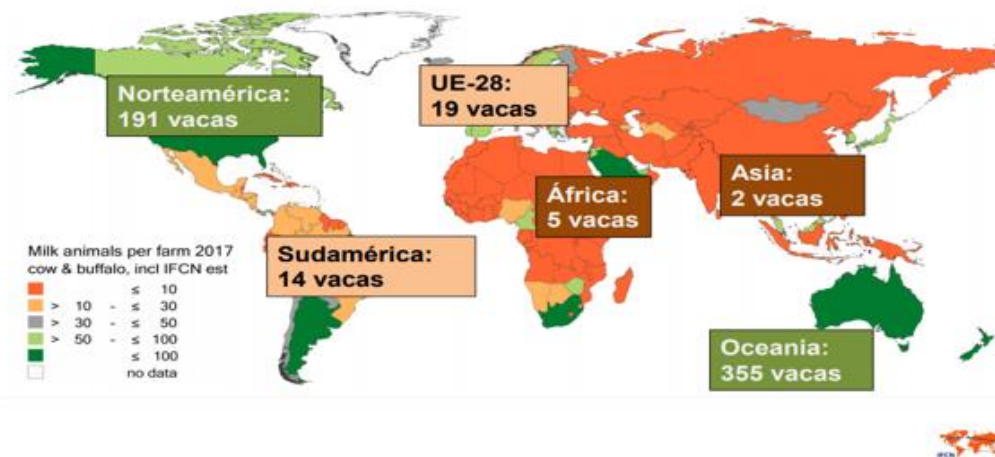 Norteamérica:
191 vacas
UE-28:
19 vacas
África:
5 vacas
Asia:
2 vacas
Sudamérica:
14 vacas
Oceania:
355 vacas
Milk animals per farm 2017
cow & buffalo, incl IFCN est
≤ 10
> 10 - ≤ 30
> 30 - ≤ 50
> 50 - ≤ 100
≤ 100
no data
IFCN